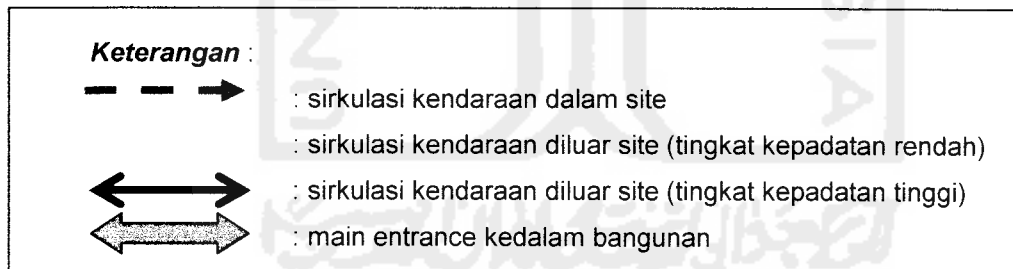 Keterangan :
: sirkulasi kendaraan dalam site
: sirkulasi kendaraan diluar site (tingkat kepadatan rendah)
: sirkulasi kendaraan diluar site (tingkat kepadatan tinggi)
: main entrance kedalam bangunan